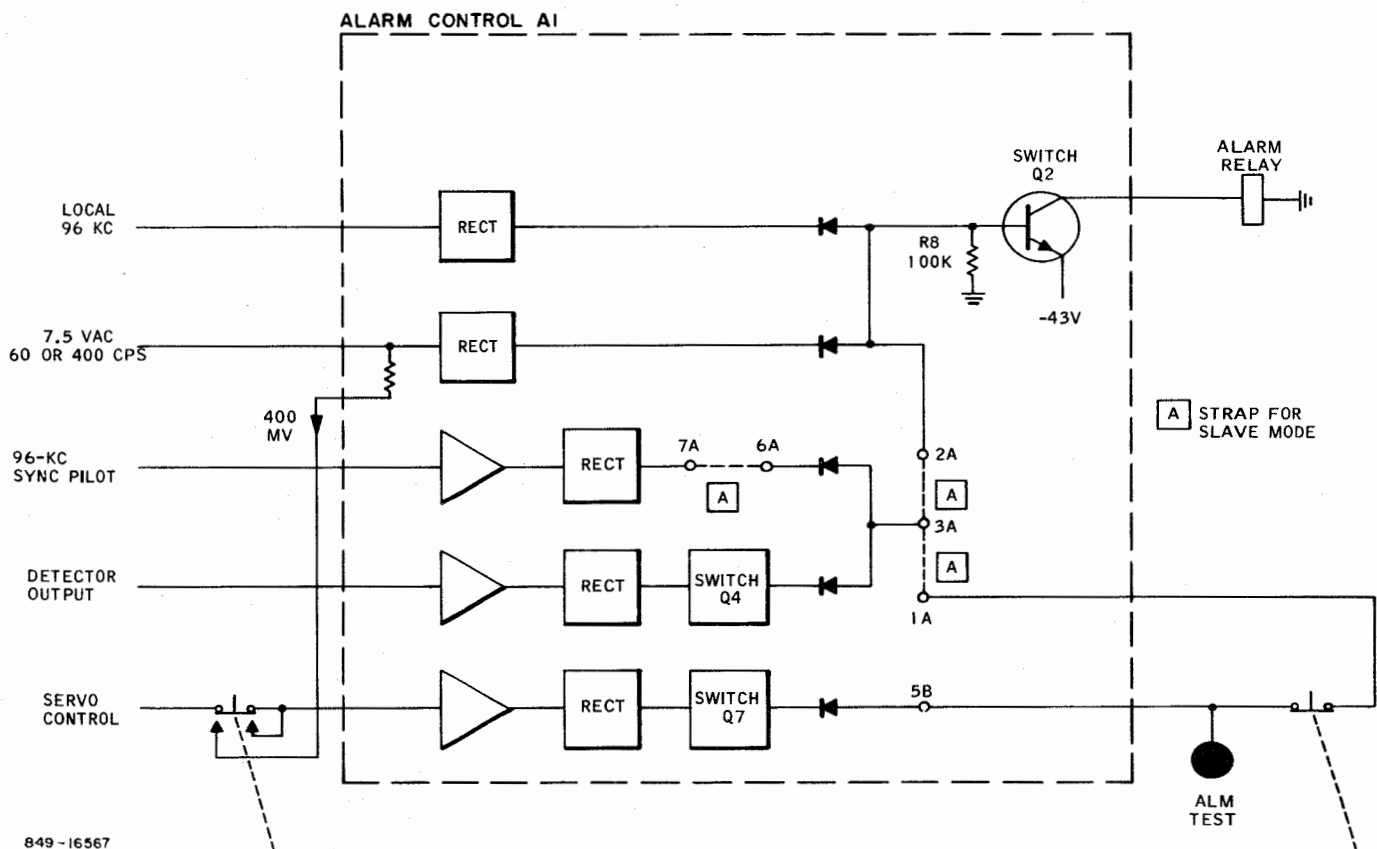 ALARM CONTROL A1
LOCAL
96 KC
RECT
SWITCH
Q2
ALARM
RELAY
R8
100K
-43V
7.5 VAC
60 OR 400 CPS
RECT
400
MV
A STRAP FOR
SLAVE MODE
96-KC
SYNC PILOT
RECT
7A
6A
A
2A
A
3A
A
1A
DETECTOR
OUTPUT
RECT
SWITCH
Q4
SERVO
CONTROL
RECT
SWITCH
Q7
5B
ALM
TEST
849-16567